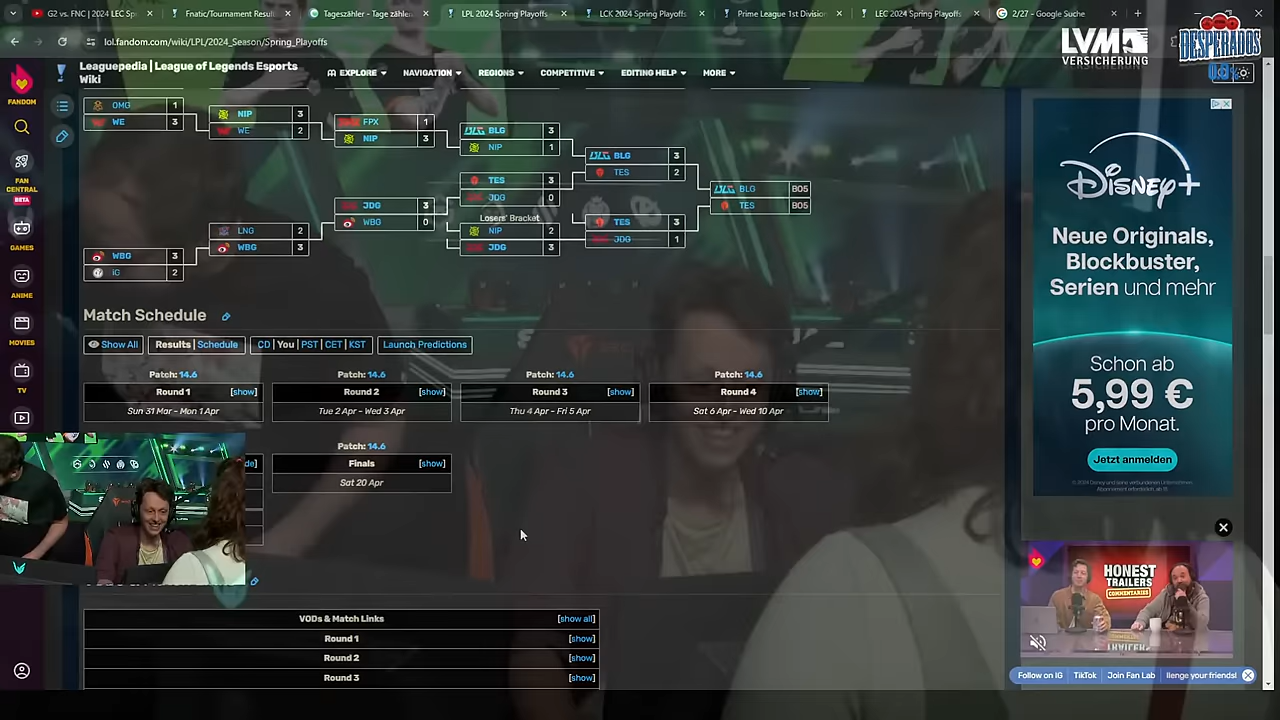 G2 vs. FNC | 2024 LEC Sp
Fnatic/Tournament Result
Tageszähler - Tage zähle
LPL 2024 Spring Playoffs
LCK 2024 Spring Playoffs
Prime League 1st Divisio
LEC 2024 Spring Playoffs
2/27 - Google Suche
lol.fandom.com/wiki/LPL/2024_Season/Spring_Playoffs
LVM
VERSICHERUNG
DESPERADOS
Leaguepedia | League of Legends Esports
Wiki
EXPLORE
NAVIGATION
REGIONS
COMPETITIVE
EDITING HELP
MORE
FANDOM
FAN
CENTRAL
BETA
GAMES
ANIME
MOVIES
TV
OMG 1
WE 3
NIP 3
WE 2
FPX 1
NIP 3
BLG 3
NIP 1
BLG 3
TES 2
TES 3
JDG 0
BLG BO5
TES BO5
JDG 3
WBG 0
Losers' Bracket
TES 3
JDG 1
LNG 2
WBG 3
NIP 2
JDG 3
WBG 3
iG 2
Match Schedule
Show All
Results | Schedule
CD | You | PST | CET | KST
Launch Predictions
Patch: 14.6
Round 1 [show]
Sun 31 Mar - Mon 1 Apr
Patch: 14.6
Round 2 [show]
Tue 2 Apr - Wed 3 Apr
Patch: 14.6
Round 3 [show]
Thu 4 Apr - Fri 5 Apr
Patch: 14.6
Round 4 [show]
Sat 6 Apr - Wed 10 Apr
Patch: 14.6
Finals [show]
Sat 20 Apr
VODs & Match Links [show all]
Round 1 [show]
Round 2 [show]
Round 3 [show]
Disney+
Neue Originals,
Blockbuster,
Serien und mehr
Schon ab
5,99 €
pro Monat.
Jetzt anmelden
HONEST
TRAILERS
COMMENTARIES
Follow on IG
TikTok
Join Fan Lab
llenge your friends!